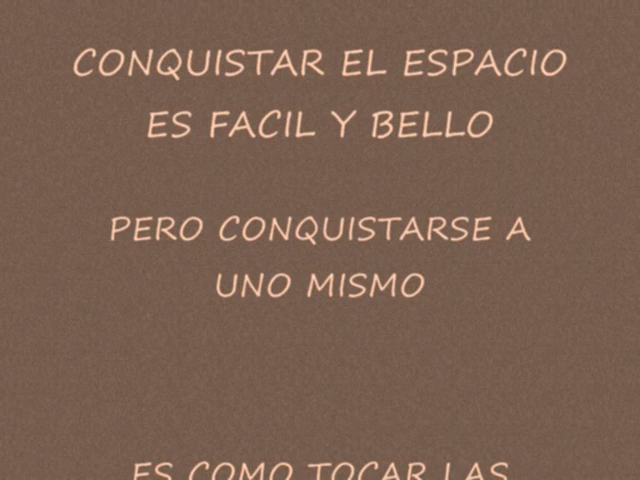 CONQUISTAR EL ESPACIO
ES FACIL Y BELLO
PERO CONQUISTARSE A
UNO MISMO
ES COMO TOCAR LAS